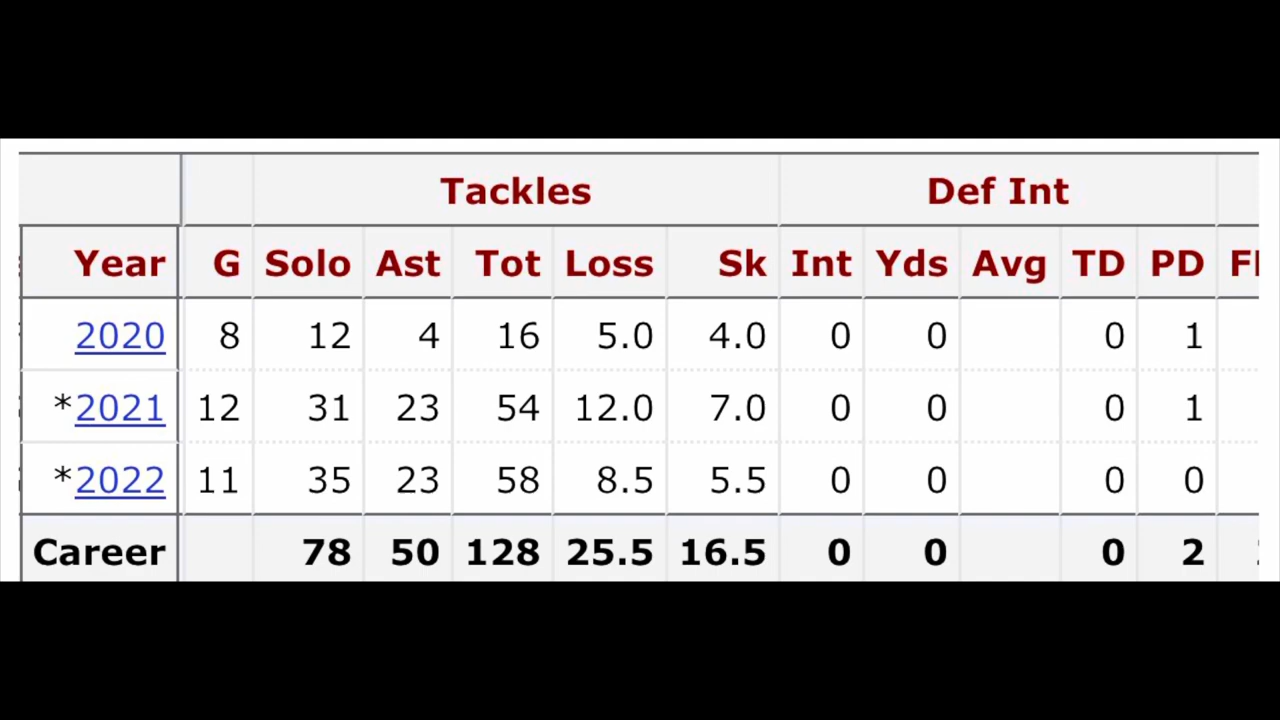 Tackles Def Int
Year G Solo Ast Tot Loss Sk Int Yds Avg TD PD
2020 8 12 4 16 5.0 4.0 0 0 0 1
*2021 12 31 23 54 12.0 7.0 0 0 0 1
*2022 11 35 23 58 8.5 5.5 0 0 0 0
Career 78 50 128 25.5 16.5 0 0 0 2